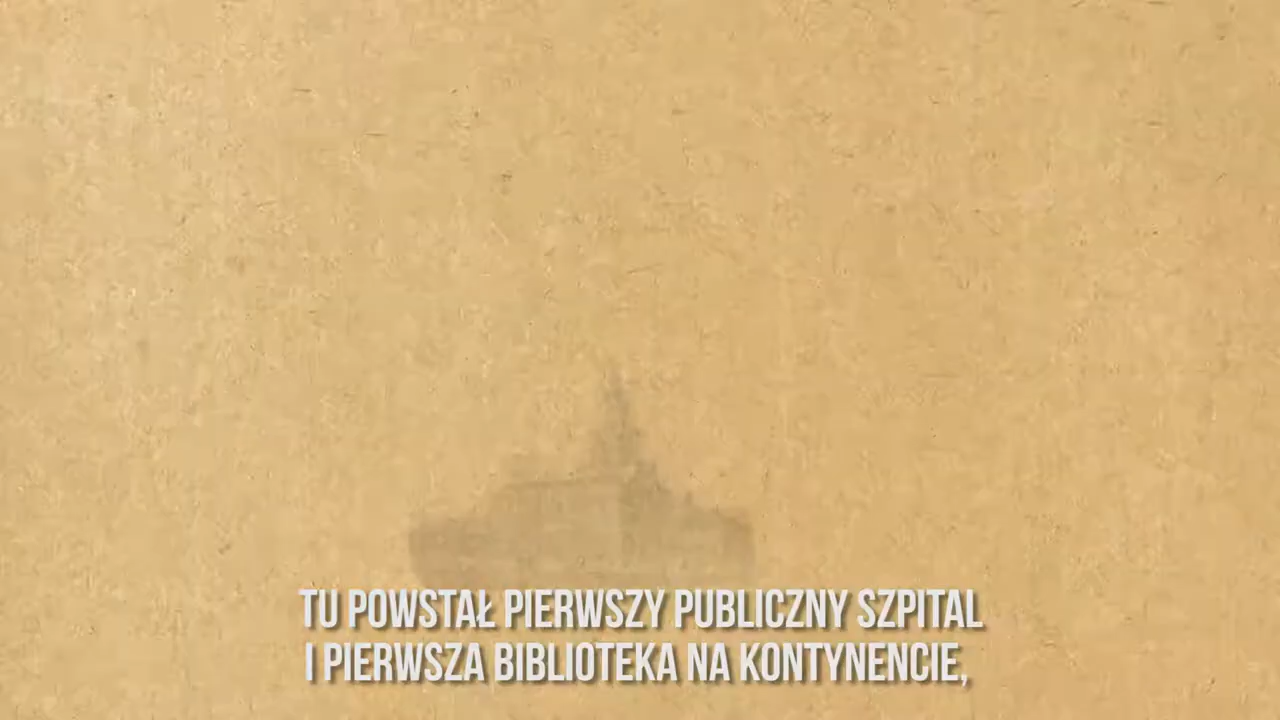 TU POWSTAŁ PIERWSZY PUBLICZNY SZPITAL
I PIERWSZA BIBLIOTEKA NA KONTYNENCIE,